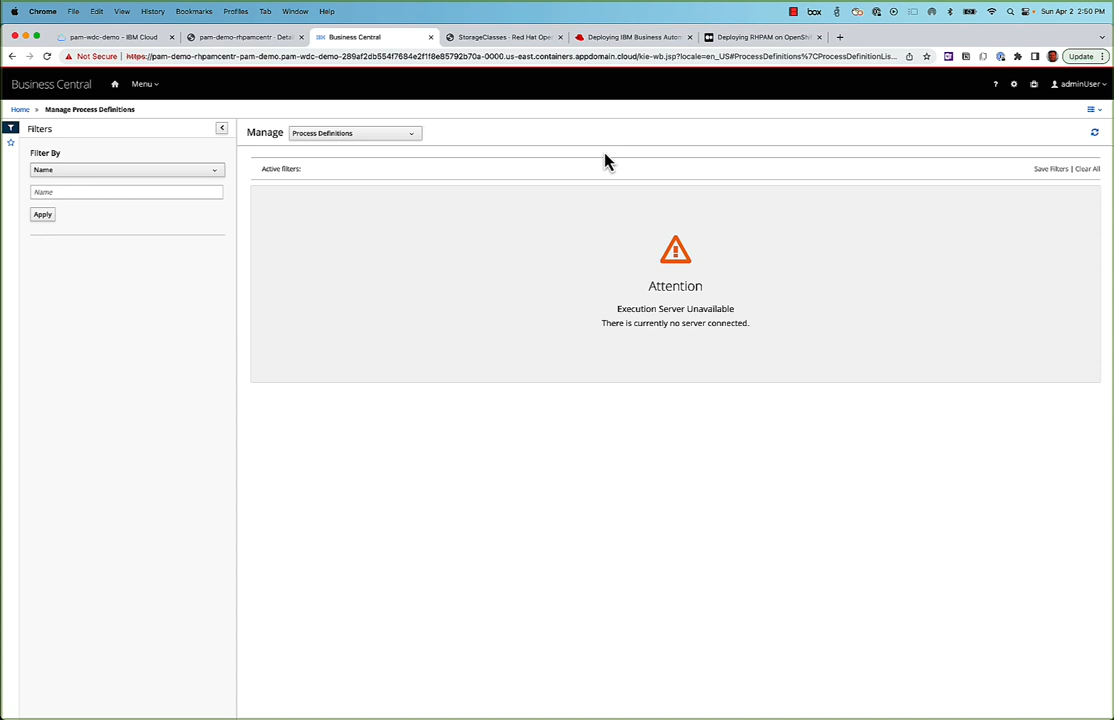 Chrome File Edit View History Bookmarks Profiles Tab Window Help box Sun Apr 2 2:50 PM
pam-wdc-demo - IBM Cloud pam-demo-rhpamcentr - Deta Business Central StorageClasses - Red Hat Ope Deploying IBM Business Autom Deploying RHPAM on OpenShi
Not Secure https://pam-demo-rhpamcentr-pam-demo.pam-wdc-demo-289af2db554f7684e2f1f8e85792b70a-0000.us-east.containers.appdomain.cloud/kie-wb.jsp?locale=en_US#ProcessDefinitions%7CProcessDefinitionLis... Update
Business Central Menu ? adminUser
Home > Manage Process Definitions
Filters
Manage Process Definitions
Filter By
Name
Active filters: Save Filters | Clear All
Name
Apply
Attention
Execution Server Unavailable
There is currently no server connected.